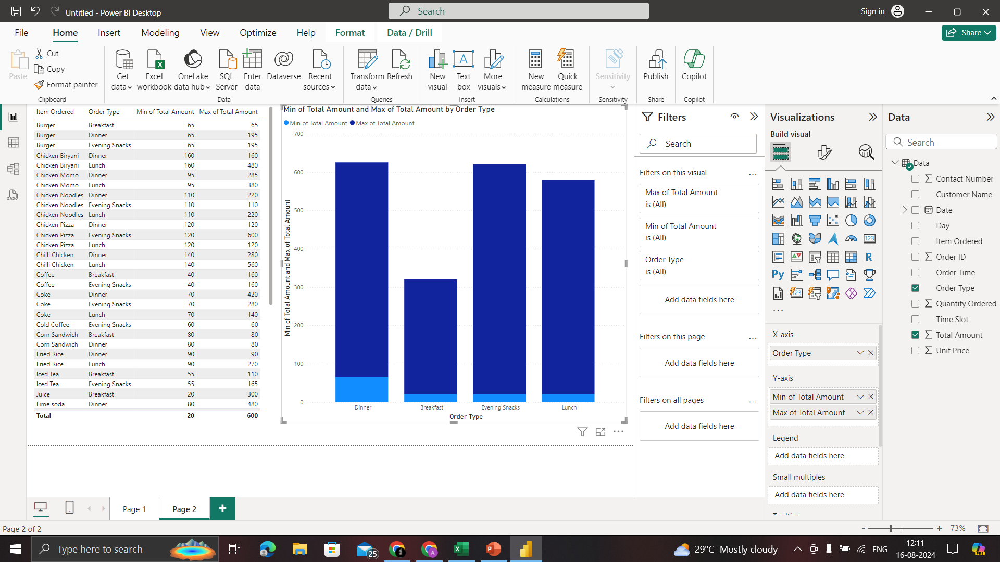 Untitled - Power BI Desktop
Search
Sign in
File Home Insert Modeling View Optimize Help Format Data / Drill
Share
Paste
Cut
Copy
Format painter
Clipboard
Get data
Excel workbook
OneLake data hub
SQL Server
Enter data
Dataverse
Recent sources
Data
Transform data
Refresh
Queries
New visual
Text box
More visuals
Insert
New measure
Quick measure
Calculations
Sensitivity
Sensitivity
Publish
Share
Copilot
Copilot
Item Ordered Order Type Min of Total Amount Max of Total Amount
Burger Breakfast 65 65
Burger Dinner 65 195
Burger Evening Snacks 65 195
Chicken Biryani Dinner 160 160
Chicken Biryani Lunch 160 480
Chicken Momo Dinner 95 285
Chicken Momo Lunch 95 380
Chicken Noodles Dinner 110 220
Chicken Noodles Evening Snacks 110 110
Chicken Noodles Lunch 110 220
Chicken Pizza Dinner 120 120
Chicken Pizza Evening Snacks 120 600
Chicken Pizza Lunch 120 120
Chilli Chicken Dinner 140 280
Chilli Chicken Lunch 140 560
Coffee Breakfast 40 160
Coffee Evening Snacks 40 160
Coke Dinner 70 420
Coke Evening Snacks 70 280
Coke Lunch 70 140
Cold Coffee Evening Snacks 60 60
Corn Sandwich Breakfast 80 80
Corn Sandwich Dinner 80 80
Fried Rice Dinner 90 90
Fried Rice Lunch 90 270
Iced Tea Breakfast 55 110
Iced Tea Evening Snacks 55 165
Juice Breakfast 20 300
Lime soda Dinner 80 480
Total 20 600
Min of Total Amount and Max of Total Amount by Order Type
Min of Total Amount Max of Total Amount
Min of Total Amount and Max of Total Amount
700
600
500
400
300
200
100
0
Dinner Breakfast Evening Snacks Lunch
Order Type
Filters
Search
Filters on this visual
Max of Total Amount
is (All)
Min of Total Amount
is (All)
Order Type
is (All)
Add data fields here
Filters on this page
Add data fields here
Filters on all pages
Add data fields here
Visualizations
Build visual
123
R
Py
123
X-axis
Order Type
Y-axis
Min of Total Amount
Max of Total Amount
Legend
Add data fields here
Small multiples
Add data fields here
Data
Search
Data
Contact Number
Customer Name
Date
Day
Item Ordered
Order ID
Order Time
Order Type
Quantity Ordered
Time Slot
Total Amount
Unit Price
DAX
Page 1 Page 2 +
Page 2 of 2
- + 73%
Type here to search
25
29°C Mostly cloudy
ENG
12:11
16-08-2024
PRE